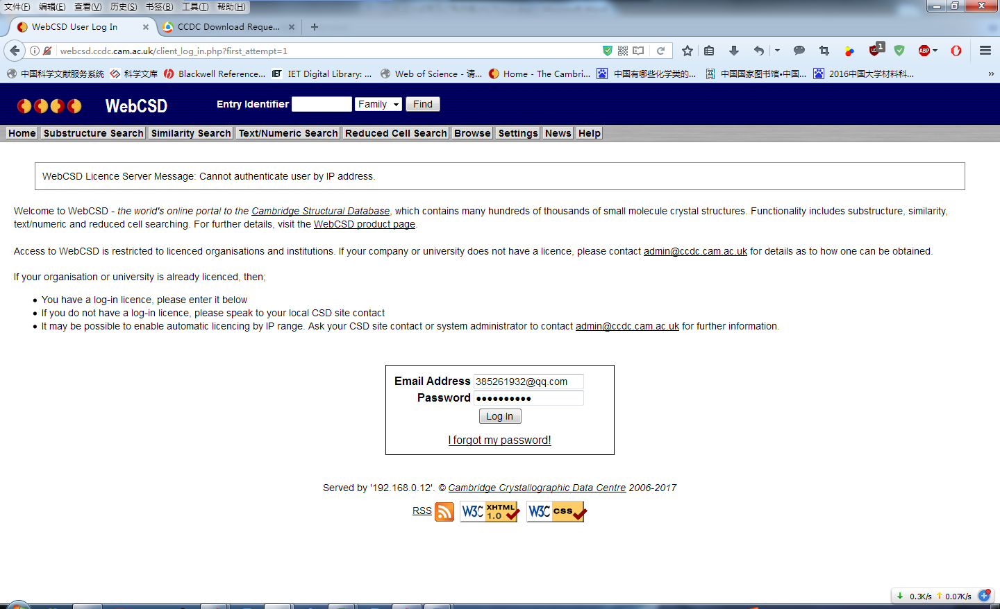 文件(F) 编辑(E) 查看(V) 历史(S) 书签(B) 工具(T) 帮助(H)
WebCSD User Log In
CCDC Download Reque...
webcsd.ccdc.cam.ac.uk/client_log_in.php?first_attempt=1
1
ABP
中国科学文献服务系统 科学文库 Blackwell Reference... IET IET Digital Library: ... Web of Science - 请... Home - The Cambri... 中国有哪些化学类的... 中国国家图书馆•中国... 2016中国大学材料科... »
WebCSD Entry Identifier Family Find
Home Substructure Search Similarity Search Text/Numeric Search Reduced Cell Search Browse Settings News Help
WebCSD Licence Server Message: Cannot authenticate user by IP address.
Welcome to WebCSD - the world's online portal to the Cambridge Structural Database, which contains many hundreds of thousands of small molecule crystal structures. Functionality includes substructure, similarity,
text/numeric and reduced cell searching. For further details, visit the WebCSD product page.
Access to WebCSD is restricted to licenced organisations and institutions. If your company or university does not have a licence, please contact admin@ccdc.cam.ac.uk for details as to how one can be obtained.
If your organisation or university is already licenced, then;
• You have a log-in licence, please enter it below
• If you do not have a log-in licence, please speak to your local CSD site contact
• It may be possible to enable automatic licencing by IP range. Ask your CSD site contact or system administrator to contact admin@ccdc.cam.ac.uk for further information.
Email Address 385261932@qq.com
Password ••••••••••
Log In
I forgot my password!
Served by '192.168.0.12'. © Cambridge Crystallographic Data Centre 2006-2017
RSS W3C XHTML 1.0 W3C CSS
0.3K/s 0.07K/s